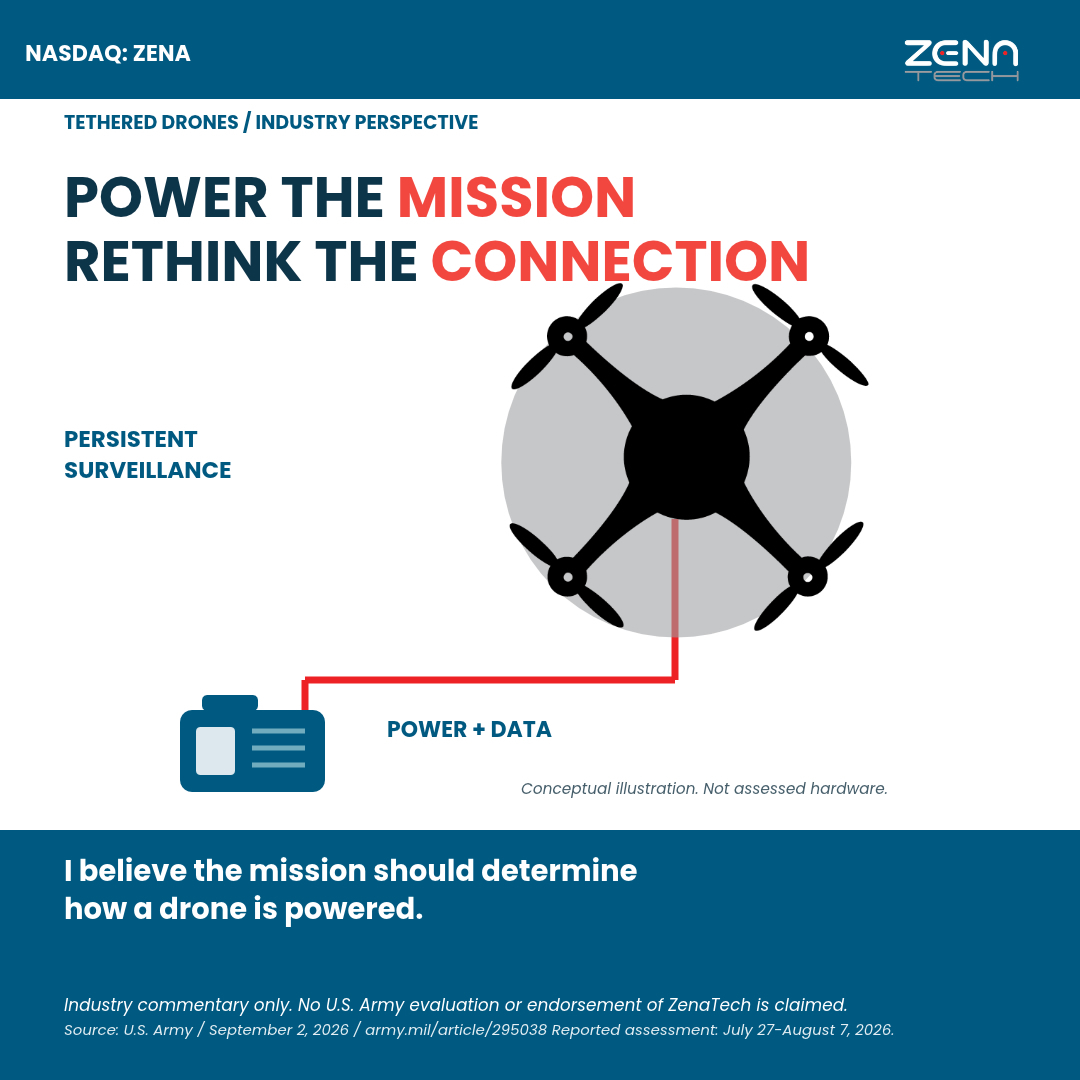 NASDAQ: ZENA
ZENA
TECH
TETHERED DRONES / INDUSTRY PERSPECTIVE
POWER THE MISSION
RETHINK THE CONNECTION
PERSISTENT
SURVEILLANCE
POWER + DATA
Conceptual illustration. Not assessed hardware.
I believe the mission should determine
how a drone is powered.
Industry commentary only. No U.S. Army evaluation or endorsement of ZenaTech is claimed.
Source: U.S. Army / September 2, 2026 / army.mil/article/295038 Reported assessment: July 27-August 7, 2026.